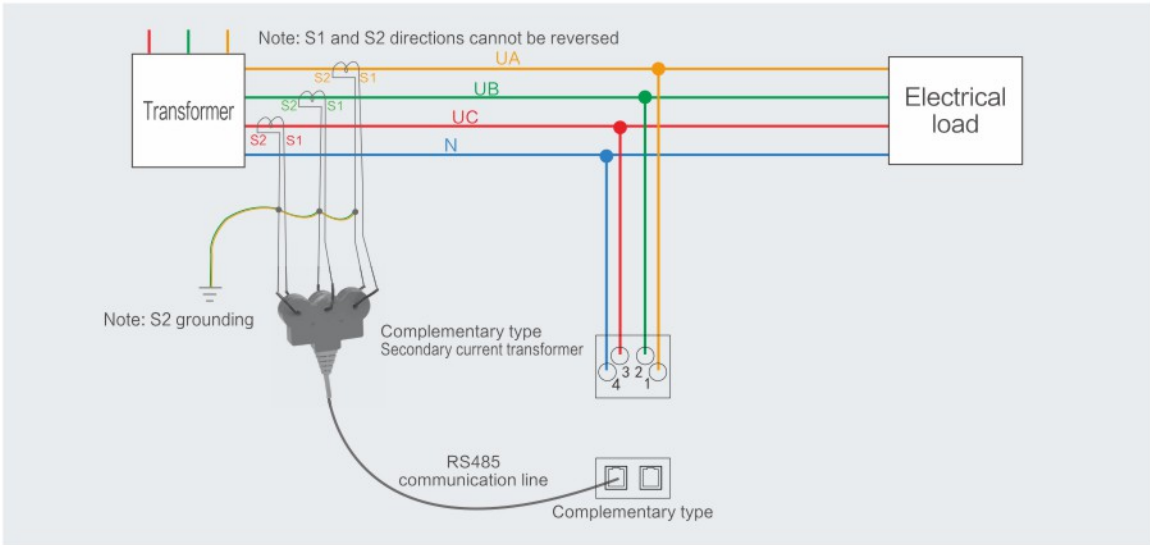 Note: S1 and S2 directions cannot be reversed
UA
S2 S1
Transformer
UB
S2 S1
Electrical
load
UC
S2 S1
N
Note: S2 grounding
Complementary type
Secondary current transformer
4 3 2 1
RS485
communication line
Complementary type